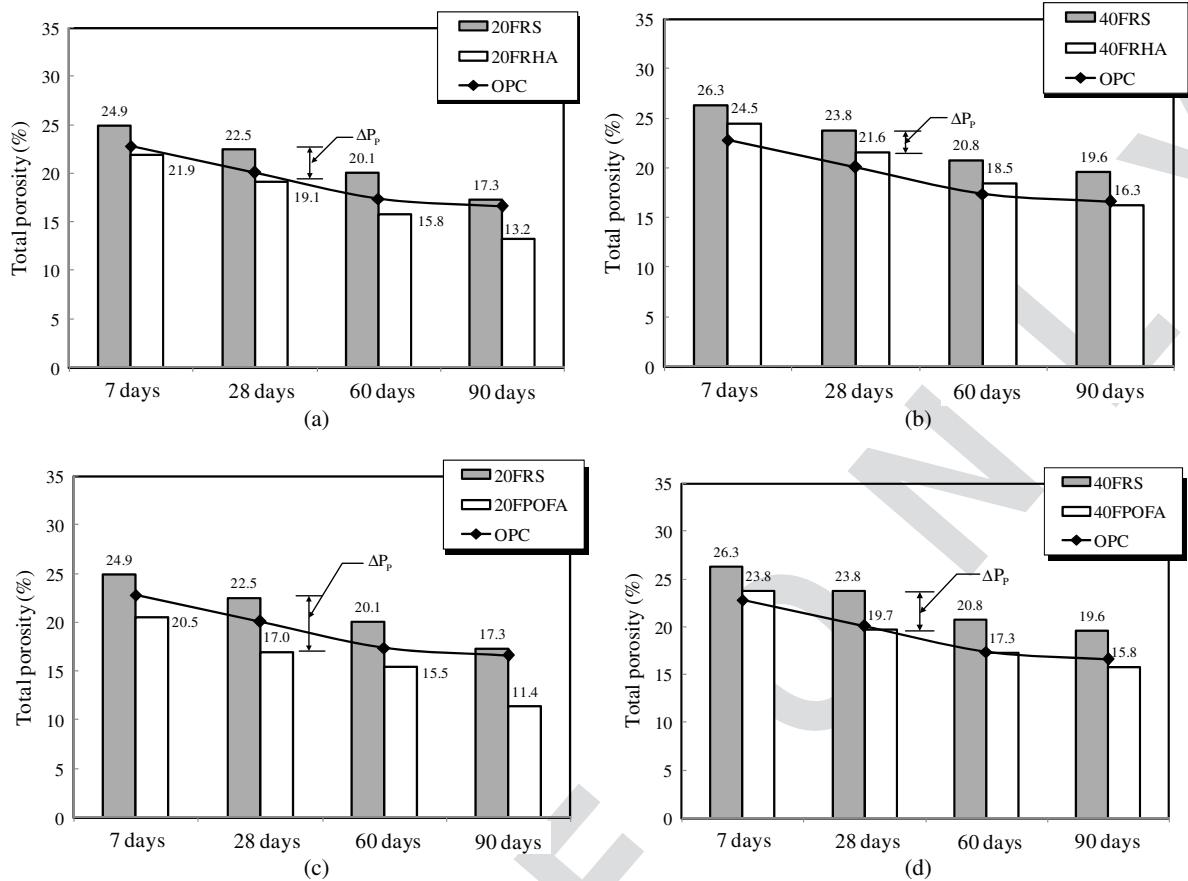 35
30
25
20
15
10
5
0
Total porosity (%)
20FRS
20FRHA
OPC
24.9
21.9
22.5
19.1
20.1
15.8
17.3
13.2
ΔPp
7 days
28 days
60 days
90 days
(a)
35
30
25
20
15
10
5
0
Total porosity (%)
40FRS
40FRHA
OPC
26.3
24.5
23.8
21.6
20.8
18.5
19.6
16.3
ΔPp
7 days
28 days
60 days
90 days
(b)
35
30
25
20
15
10
5
0
Total porosity (%)
20FRS
20FPOFA
OPC
24.9
20.5
22.5
17.0
20.1
15.5
17.3
11.4
ΔPp
7 days
28 days
60 days
90 days
(c)
35
30
25
20
15
10
5
0
Total porosity (%)
40FRS
40FPOFA
OPC
26.3
23.8
23.8
19.7
20.8
17.3
19.6
15.8
ΔPp
7 days
28 days
60 days
90 days
(d)